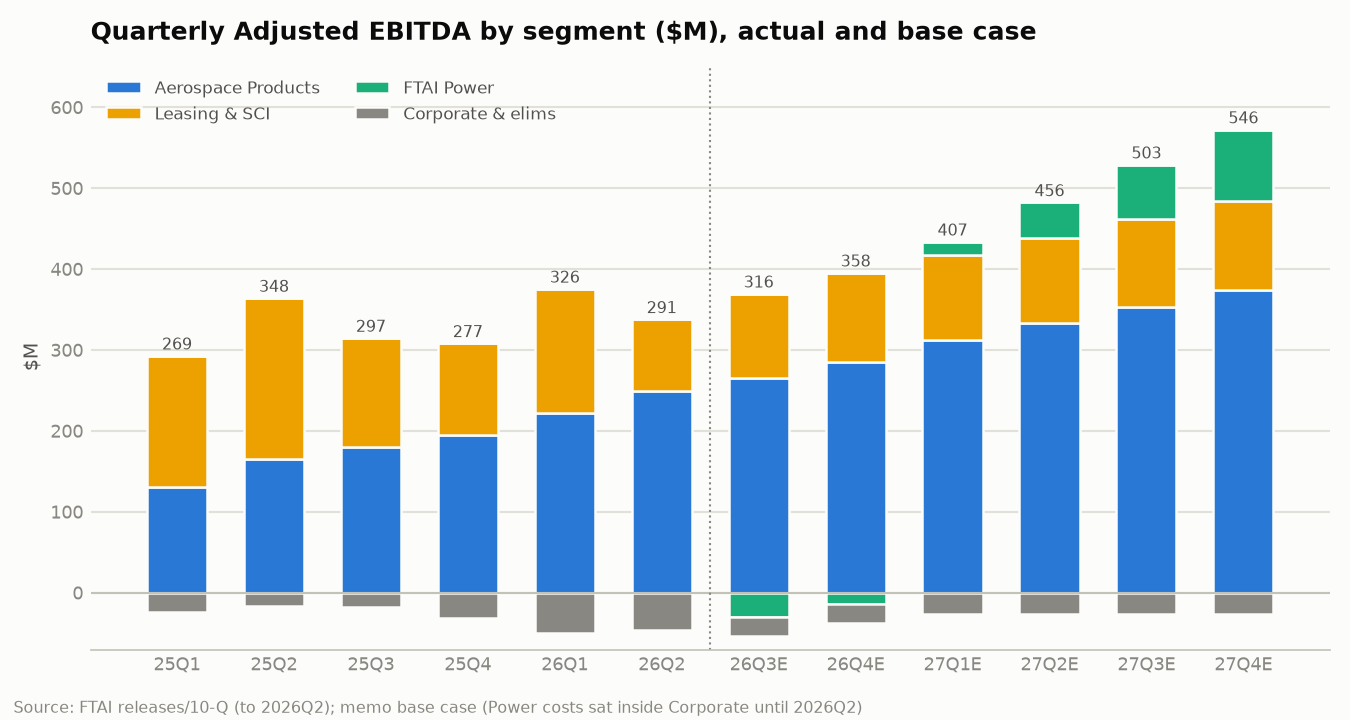 Quarterly Adjusted EBITDA by segment ($M), actual and base case
Aerospace Products
Leasing & SCI
FTAI Power
Corporate & elims
$M
600
500
400
300
200
100
0
269
348
297
277
326
291
316
358
407
456
503
546
25Q1
25Q2
25Q3
25Q4
26Q1
26Q2
26Q3E
26Q4E
27Q1E
27Q2E
27Q3E
27Q4E
Source: FTAI releases/10-Q (to 2026Q2); memo base case (Power costs sat inside Corporate until 2026Q2)